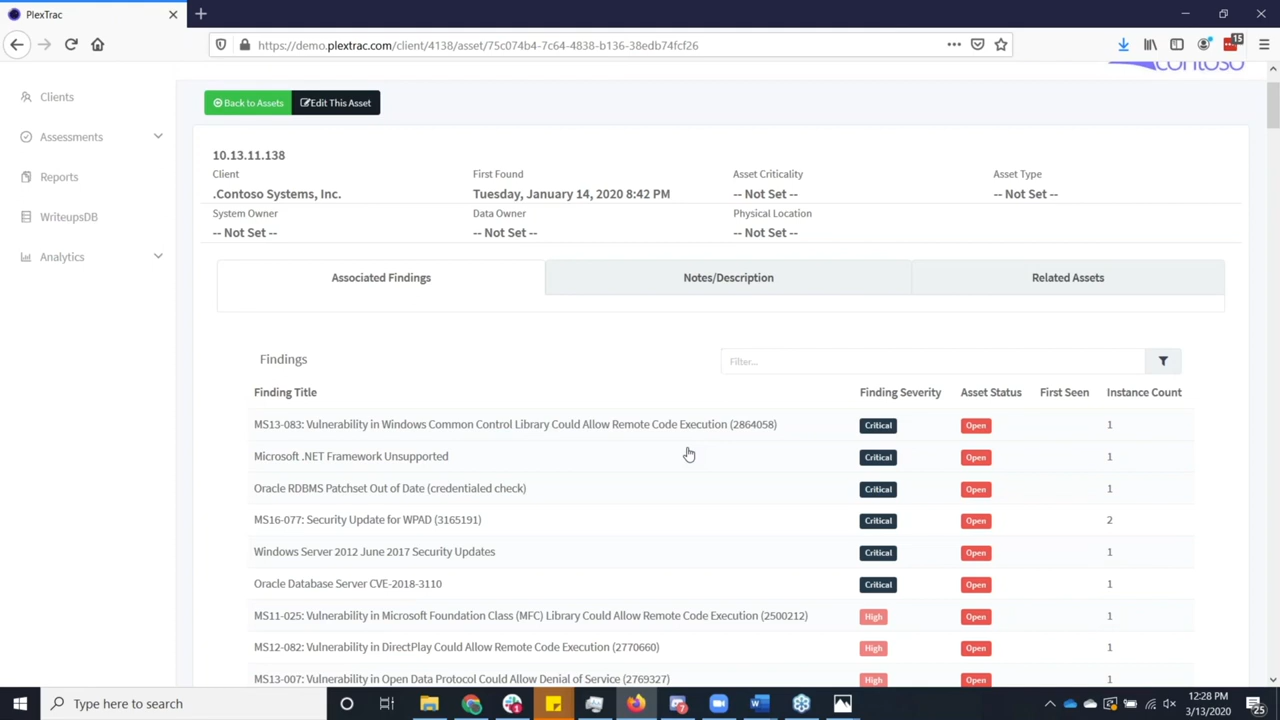 PlexTrac
https://demo.plextrac.com/client/4138/asset/75c074b4-7c64-4838-b136-38edb74fcf26
15
contoso
Clients
Assessments
Reports
WriteupsDB
Analytics
Back to Assets
Edit This Asset
10.13.11.138
Client First Found Asset Criticality Asset Type
.Contoso Systems, Inc. Tuesday, January 14, 2020 8:42 PM -- Not Set -- -- Not Set --
System Owner Data Owner Physical Location
-- Not Set -- -- Not Set -- -- Not Set --
Associated Findings Notes/Description Related Assets
Findings Filter...
Finding Title Finding Severity Asset Status First Seen Instance Count
MS13-083: Vulnerability in Windows Common Control Library Could Allow Remote Code Execution (2864058) Critical Open 1
Microsoft .NET Framework Unsupported Critical Open 1
Oracle RDBMS Patchset Out of Date (credentialed check) Critical Open 1
MS16-077: Security Update for WPAD (3165191) Critical Open 2
Windows Server 2012 June 2017 Security Updates Critical Open 1
Oracle Database Server CVE-2018-3110 Critical Open 1
MS11-025: Vulnerability in Microsoft Foundation Class (MFC) Library Could Allow Remote Code Execution (2500212) High Open 1
MS12-082: Vulnerability in DirectPlay Could Allow Remote Code Execution (2770660) High Open 1
MS13-007: Vulnerability in Open Data Protocol Could Allow Denial of Service (2769327) High Open 1
Type here to search
12:28 PM
3/13/2020
25